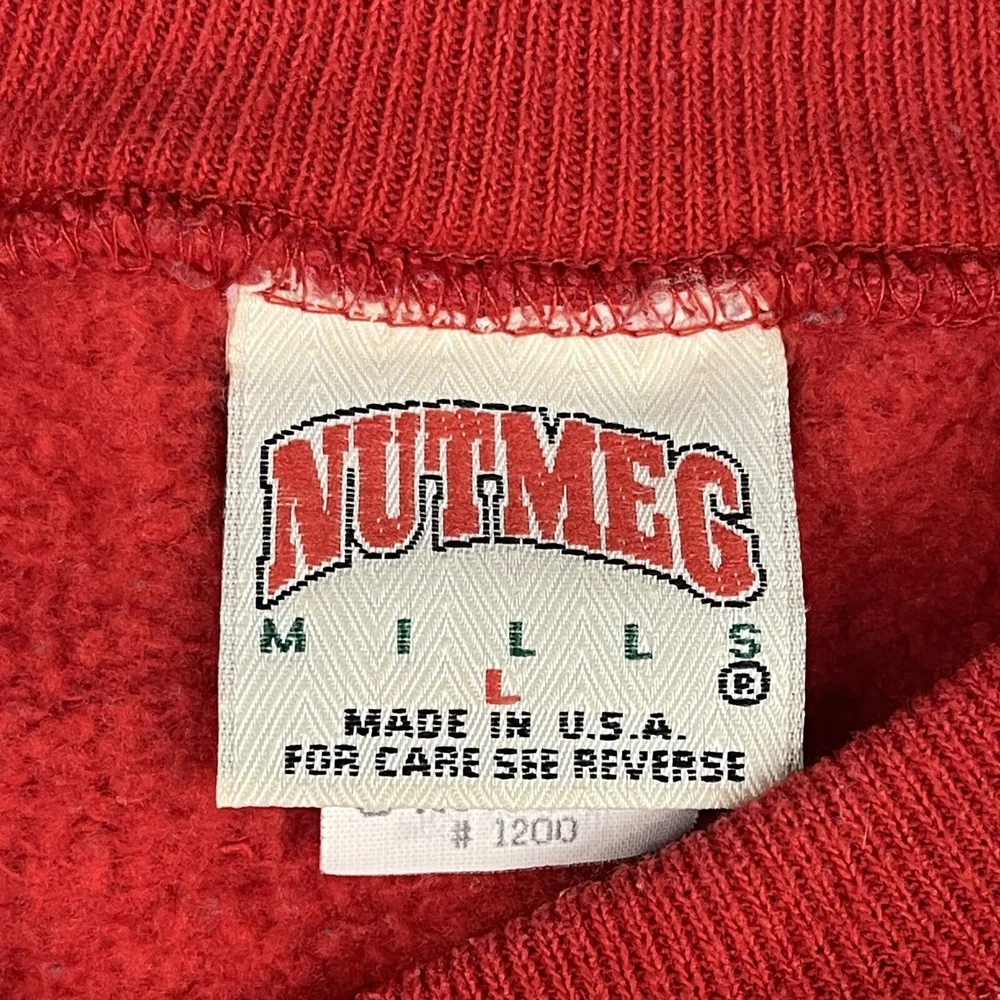 NUTMEG
MILLS
®
L
MADE IN U.S.A.
FOR CARE SEE REVERSE
# 1200